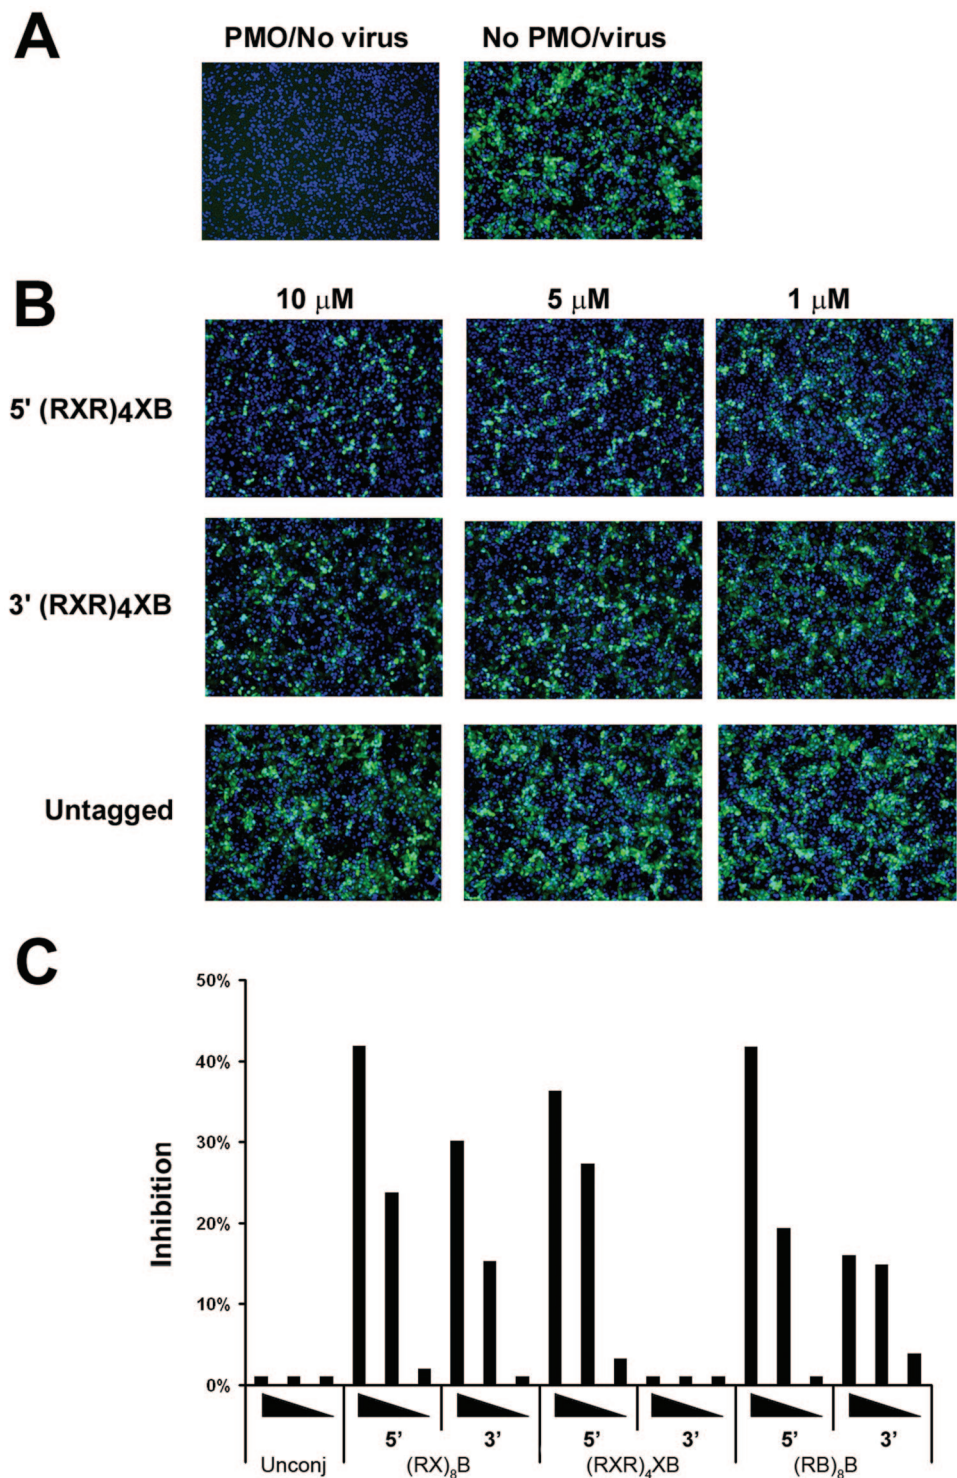 A
PMO/No virus No PMO/virus
B
10 μM 5 μM 1 μM
5' (RXR)4XB
3' (RXR)4XB
Untagged
C
Inhibition
50%
40%
30%
20%
10%
0%
5' 3' 5' 3' 5' 3'
Unconj (RX)₈B (RXR)₄XB (RB)₈B